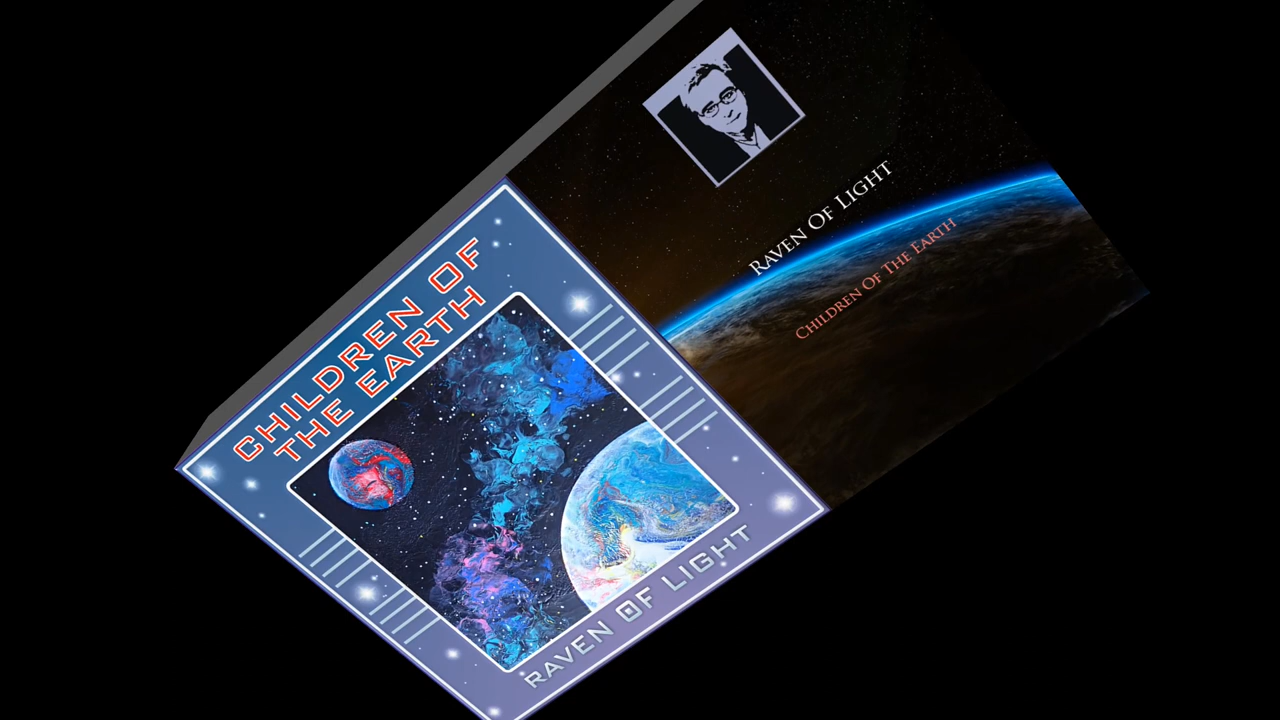 CHILDREN OF
THE EARTH
RAVEN OF LIGHT
Raven Of Light
Children Of The Earth